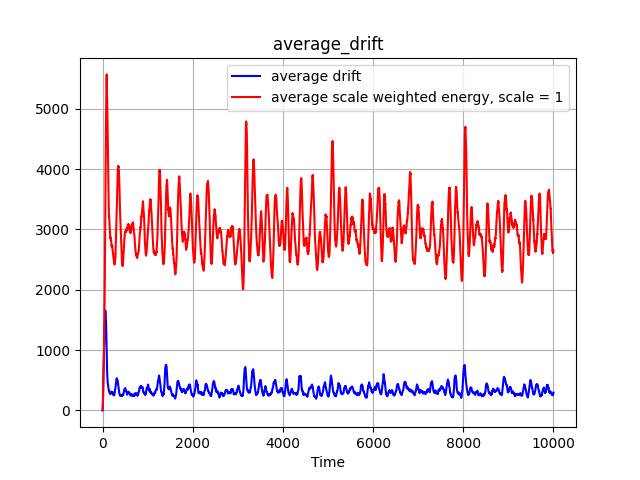 average_drift
average drift
average scale weighted energy, scale = 1
5000
4000
3000
2000
1000
0
0 2000 4000 6000 8000 10000
Time